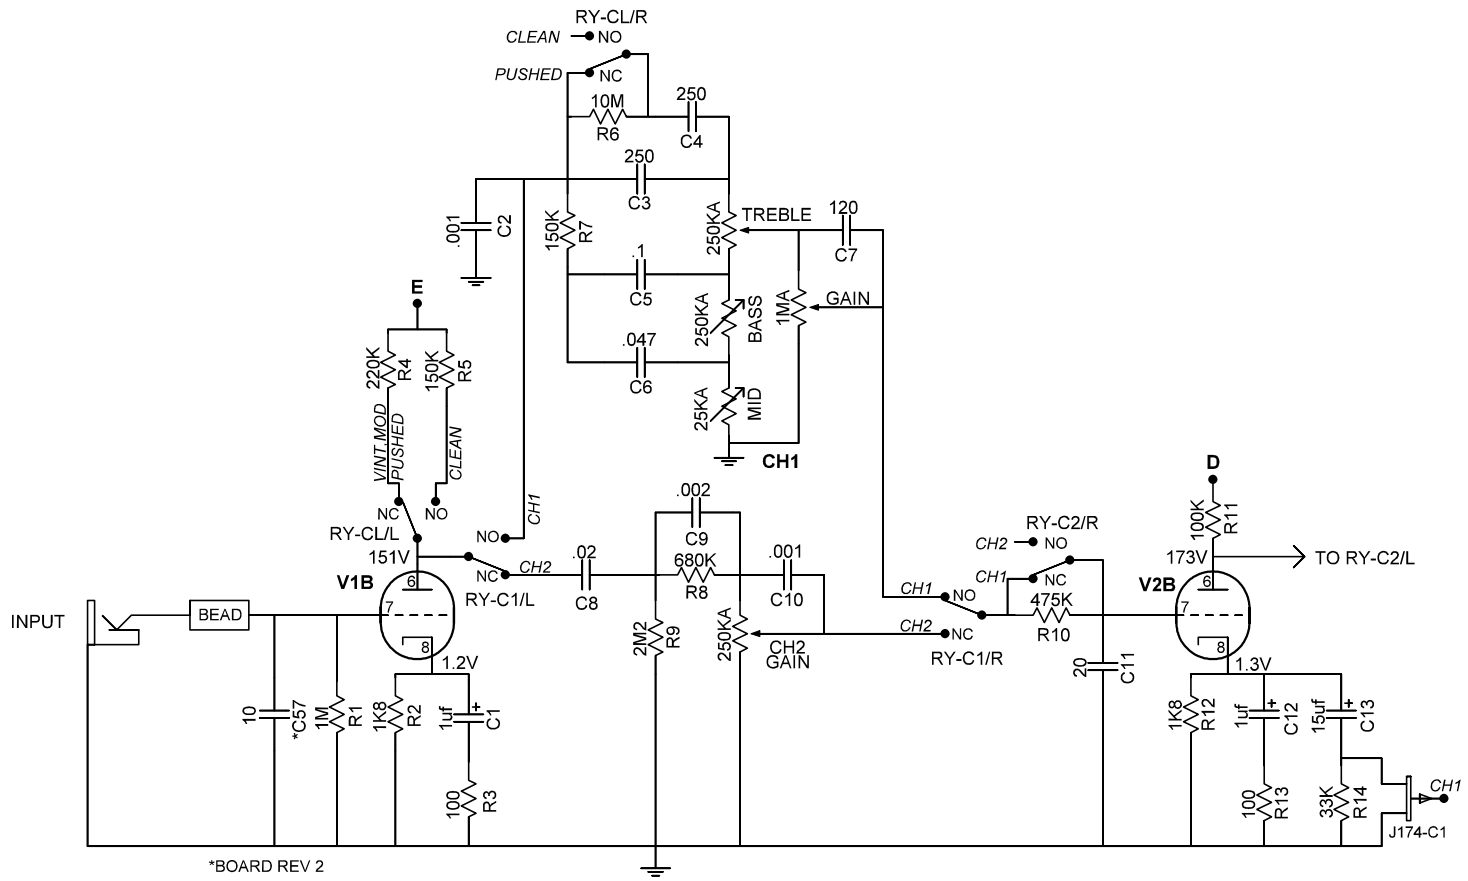 RY-CL/R
CLEAN
NO
PUSHED
NC
10M
R6
250
C4
250
C3
.001
C2
150K
R7
250KA
TREBLE
120
C7
.1
C5
250KA
BASS
1MA
GAIN
.047
C6
25KA
MID
CH1
E
220K
R4
150K
R5
VINT.MOD
PUSHED
CLEAN
NC
NO
RY-CL/L
151V
CH1
NO
NC
CH2
RY-C1/L
V1B
6
7
8
1.2V
INPUT
BEAD
10
*C57
1M
R1
1K8
R2
1uf
+
C1
100
R3
.02
C8
.002
C9
680K
R8
.001
C10
2M2
R9
250KA
CH2
GAIN
CH1
NO
CH2
NC
RY-C1/R
RY-C2/R
CH2
NO
CH1
NC
475K
R10
20
C11
D
100K
R11
173V
TO RY-C2/L
V2B
6
7
8
1.3V
1K8
R12
1uf
+
C12
15uf
+
C13
100
R13
33K
R14
CH1
J174-C1
*BOARD REV 2